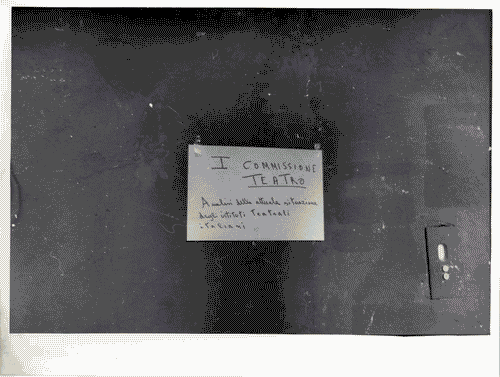 I COMMISSIONE
TEATRO
Analisi della attuale situazione
degli istituti teatrali
italiani